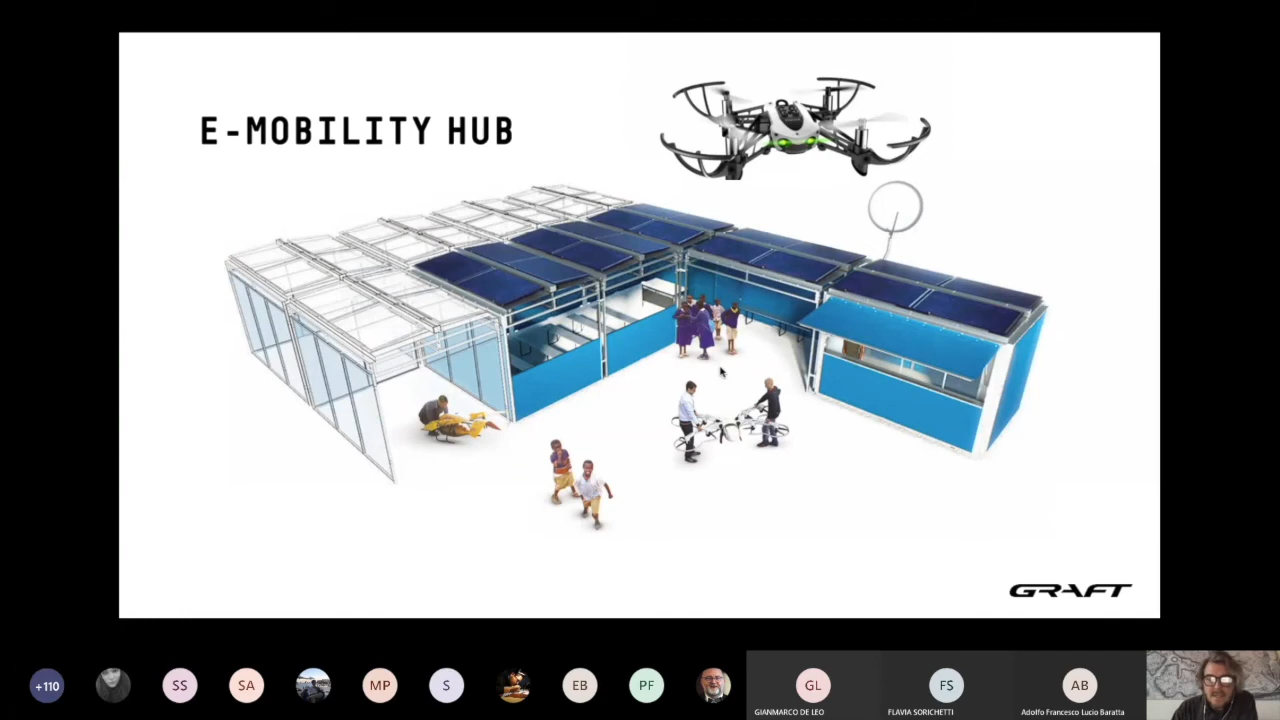 E-MOBILITY HUB
GRAFT
+110
SS
SA
MP
S
EB
PF
GL
FS
AB
GIANMARCO DE LEO
FLAVIA SORICHETTI
Adolfo Francesco Lucio Baratta